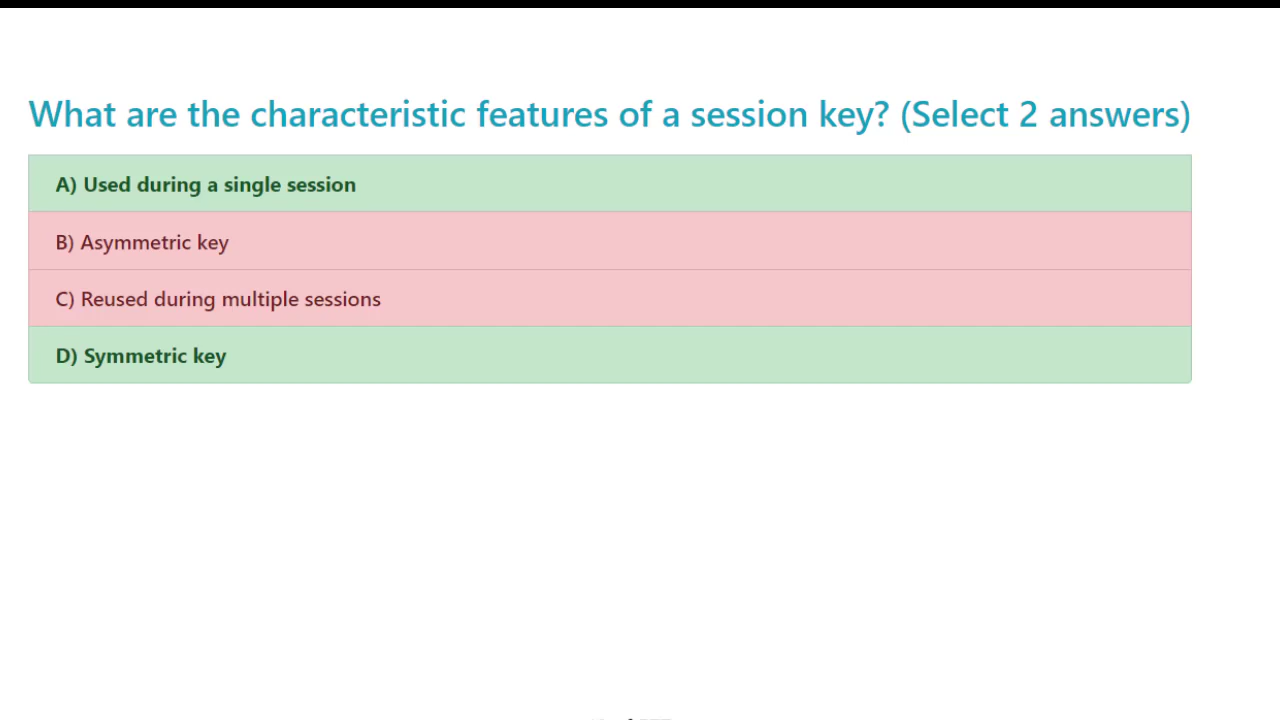 What are the characteristic features of a session key? (Select 2 answers)
A) Used during a single session
B) Asymmetric key
C) Reused during multiple sessions
D) Symmetric key